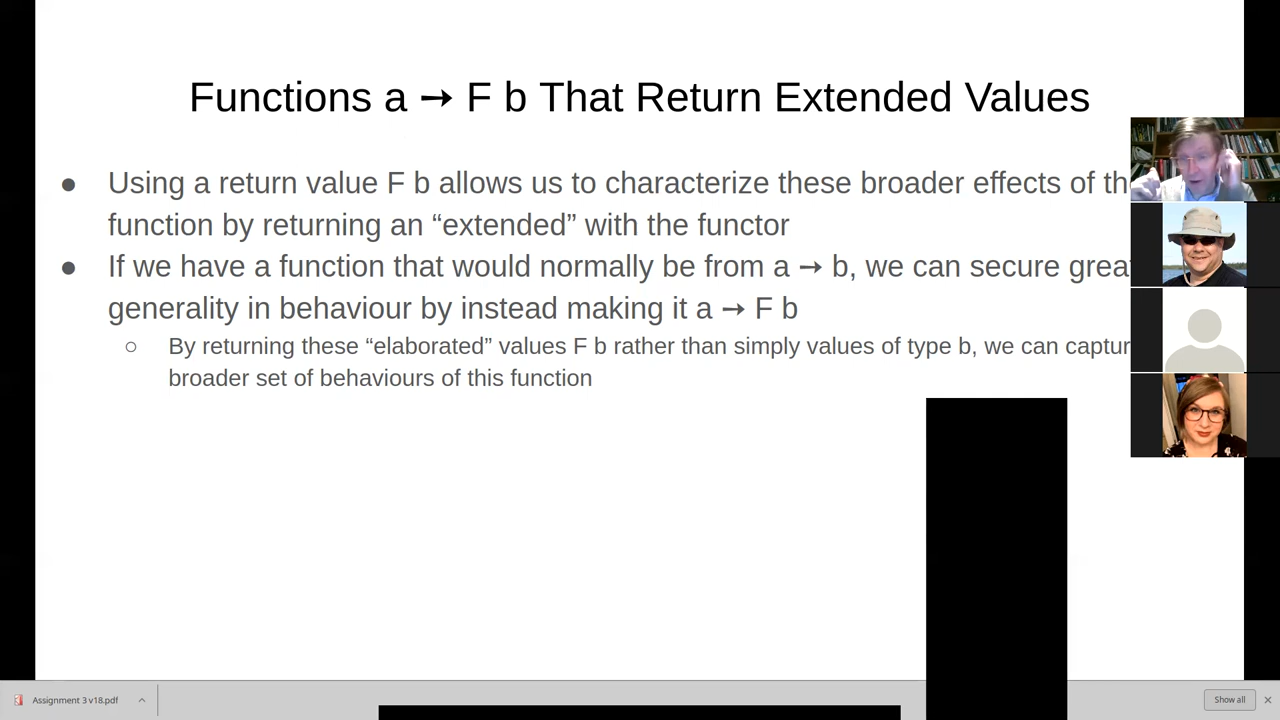 Functions a → F b That Return Extended Values
● Using a return value F b allows us to characterize these broader effects of th
function by returning an “extended” with the functor
● If we have a function that would normally be from a → b, we can secure great
generality in behaviour by instead making it a → F b
○ By returning these “elaborated” values F b rather than simply values of type b, we can captur
broader set of behaviours of this function
Assignment 3 v18.pdf
Show all